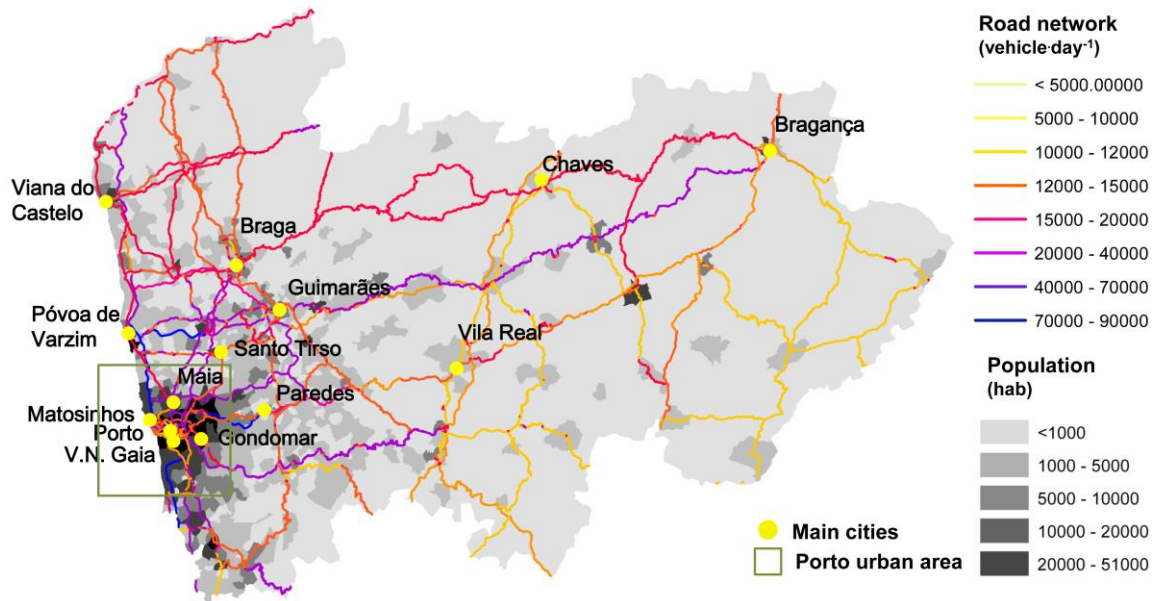 Bragança
Chaves
Viana do
Castelo
Braga
Guimarães
Póvoa de
Varzim
Vila Real
Santo Tirso
Maia
Paredes
Matosinhos
Porto
Gondomar
V.N. Gaia
Main cities
Porto urban area
Road network
(vehicle·day⁻¹)
< 5000.00000
5000 - 10000
10000 - 12000
12000 - 15000
15000 - 20000
20000 - 40000
40000 - 70000
70000 - 90000
Population
(hab)
<1000
1000 - 5000
5000 - 10000
10000 - 20000
20000 - 51000